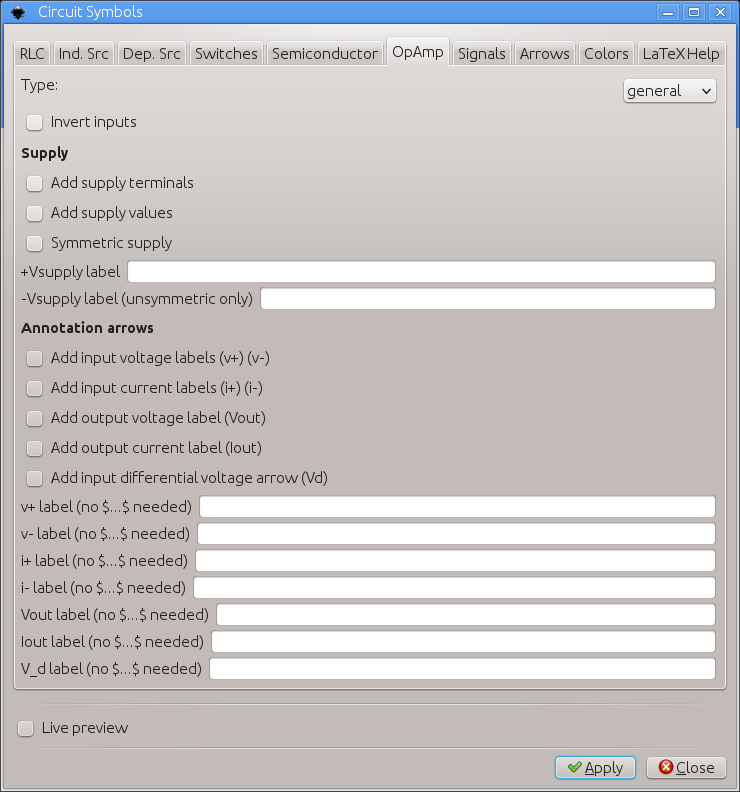 Circuit Symbols
RLC Ind. Src Dep. Src Switches Semiconductor OpAmp Signals Arrows Colors LaTeX Help
Type: general
Invert inputs
Supply
Add supply terminals
Add supply values
Symmetric supply
+Vsupply label
-Vsupply label (unsymmetric only)
Annotation arrows
Add input voltage labels (v+) (v-)
Add input current labels (i+) (i-)
Add output voltage label (Vout)
Add output current label (Iout)
Add input differential voltage arrow (Vd)
v+ label (no $...$ needed)
v- label (no $...$ needed)
i+ label (no $...$ needed)
i- label (no $...$ needed)
Vout label (no $...$ needed)
Iout label (no $...$ needed)
V_d label (no $...$ needed)
Live preview
Apply Close